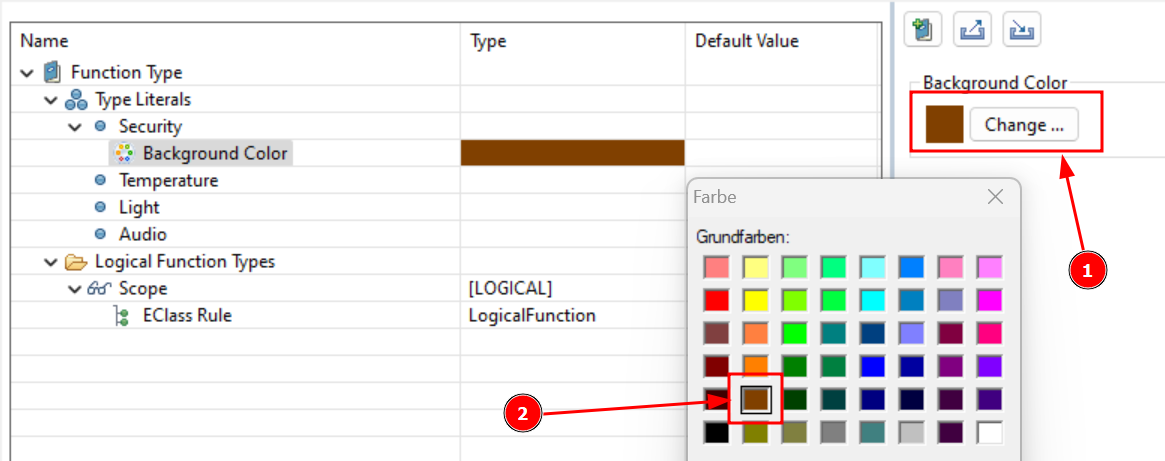 Name Type Default Value
Function Type
Type Literals
Security
Background Color
Temperature
Light
Audio
Logical Function Types
Scope [LOGICAL]
EClass Rule LogicalFunction
Background Color
Change ...
1
Farbe
Grundfarben:
2